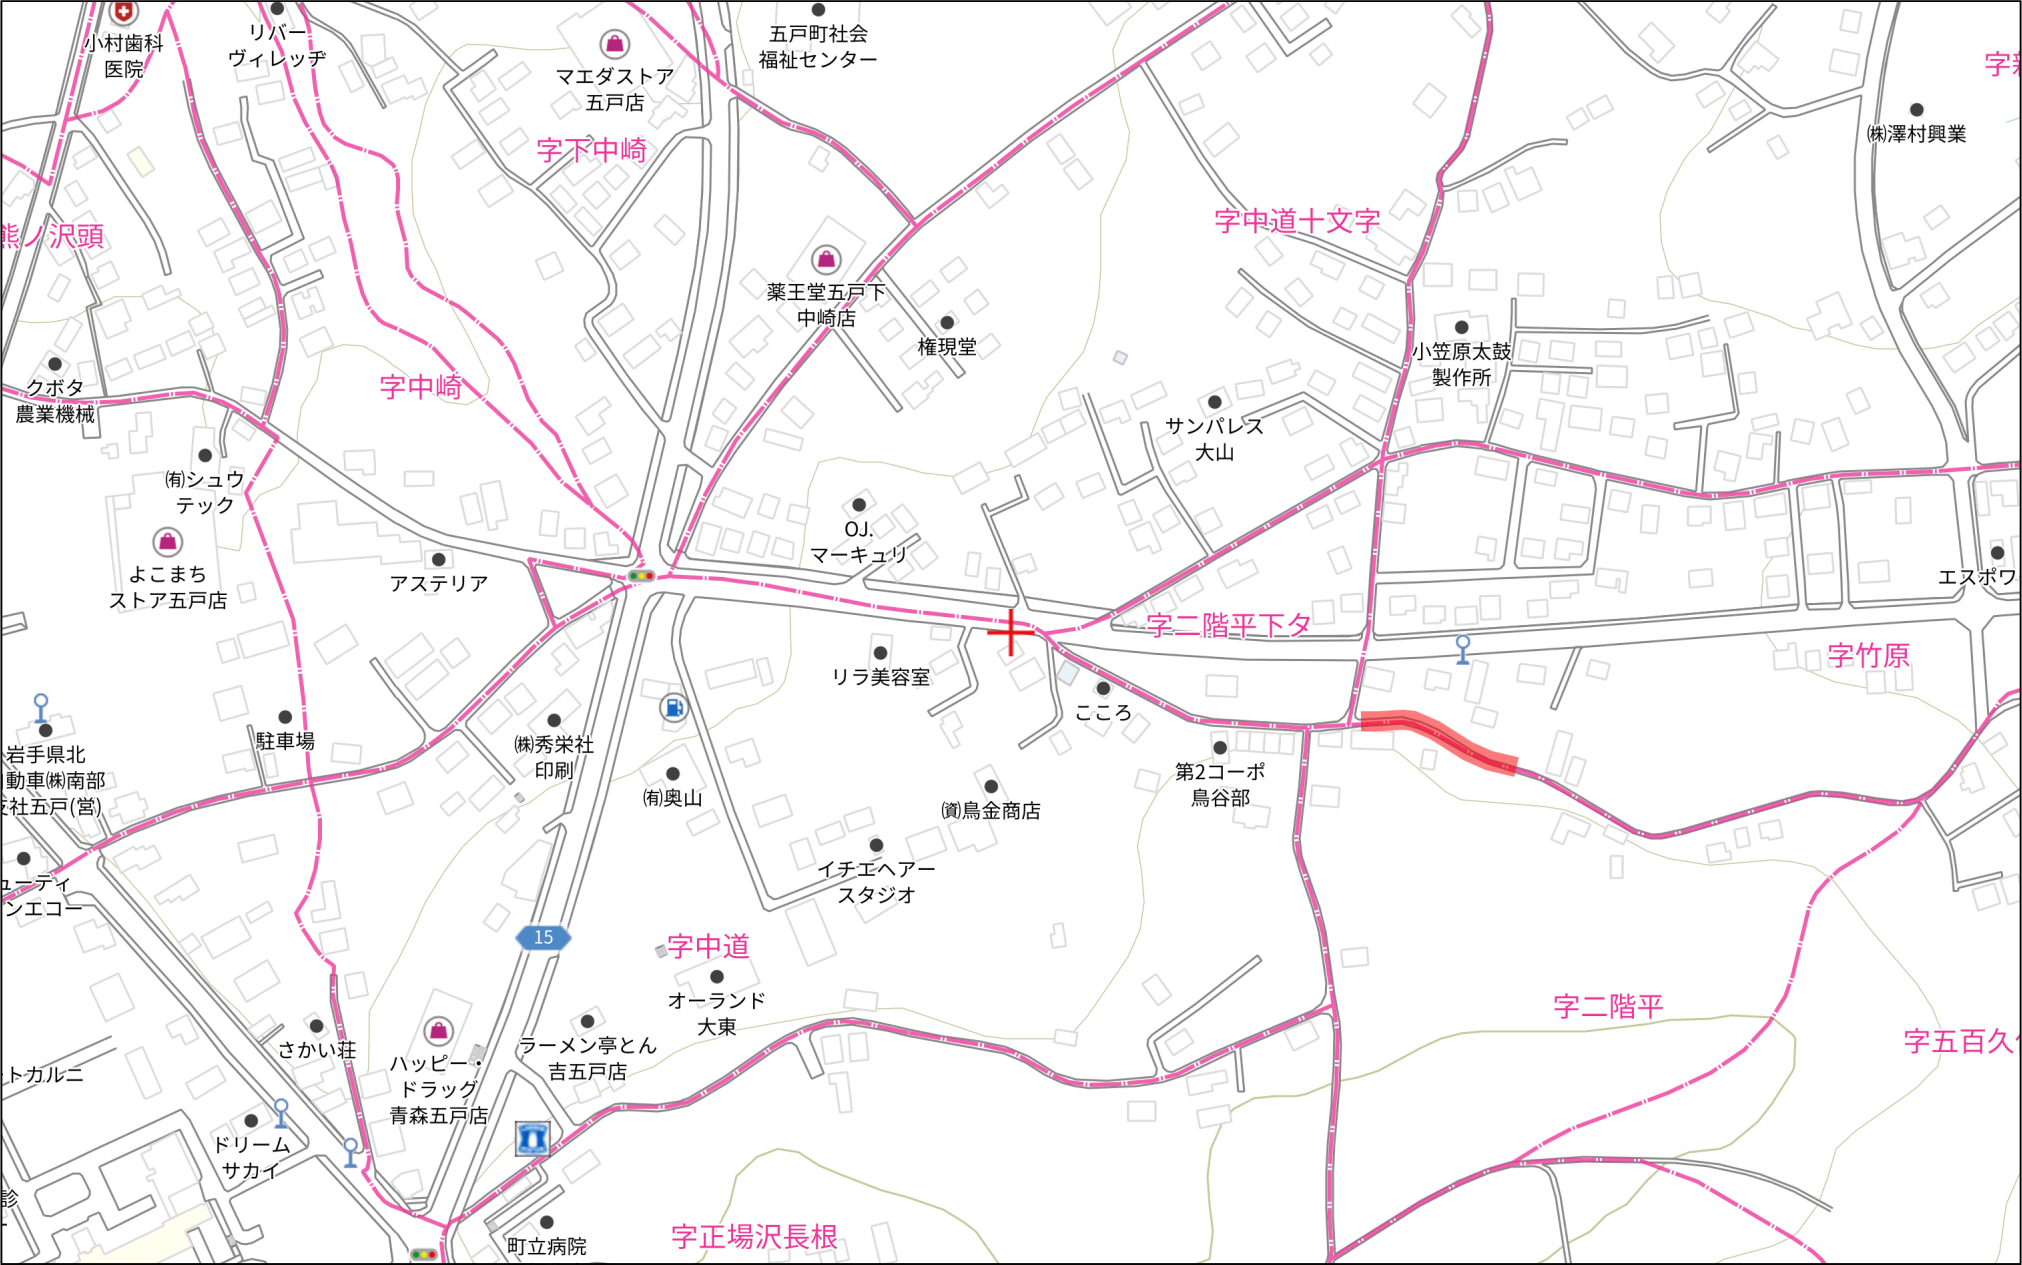 小村歯科
医院
リバー
ヴィレッヂ
マエダストア
五戸店
五戸町社会
福祉センター
㈱澤村興業
字下中崎
字中道十文字
熊ノ沢頭
薬王堂五戸下
中崎店
権現堂
小笠原太鼓
製作所
クボタ
農業機械
字中崎
サンパレス
大山
㈲シュウ
テック
OJ.
マーキュリ
よこまち
ストア五戸店
アステリア
エスポワ
字二階平下タ
字竹原
リラ美容室
こころ
駐車場
㈱秀栄社
印刷
岩手県北
動車㈱南部
支社五戸(営)
㈲奥山
㈾鳥金商店
第2コーポ
鳥谷部
イチエヘアー
スタジオ
ューティ
ンエコー
15
字中道
オーランド
大東
字二階平
字五百久
さかい荘
ラーメン亭とん
吉五戸店
ハッピー・
ドラッグ
青森五戸店
トカルニ
ドリーム
サカイ
診
町立病院
字正場沢長根